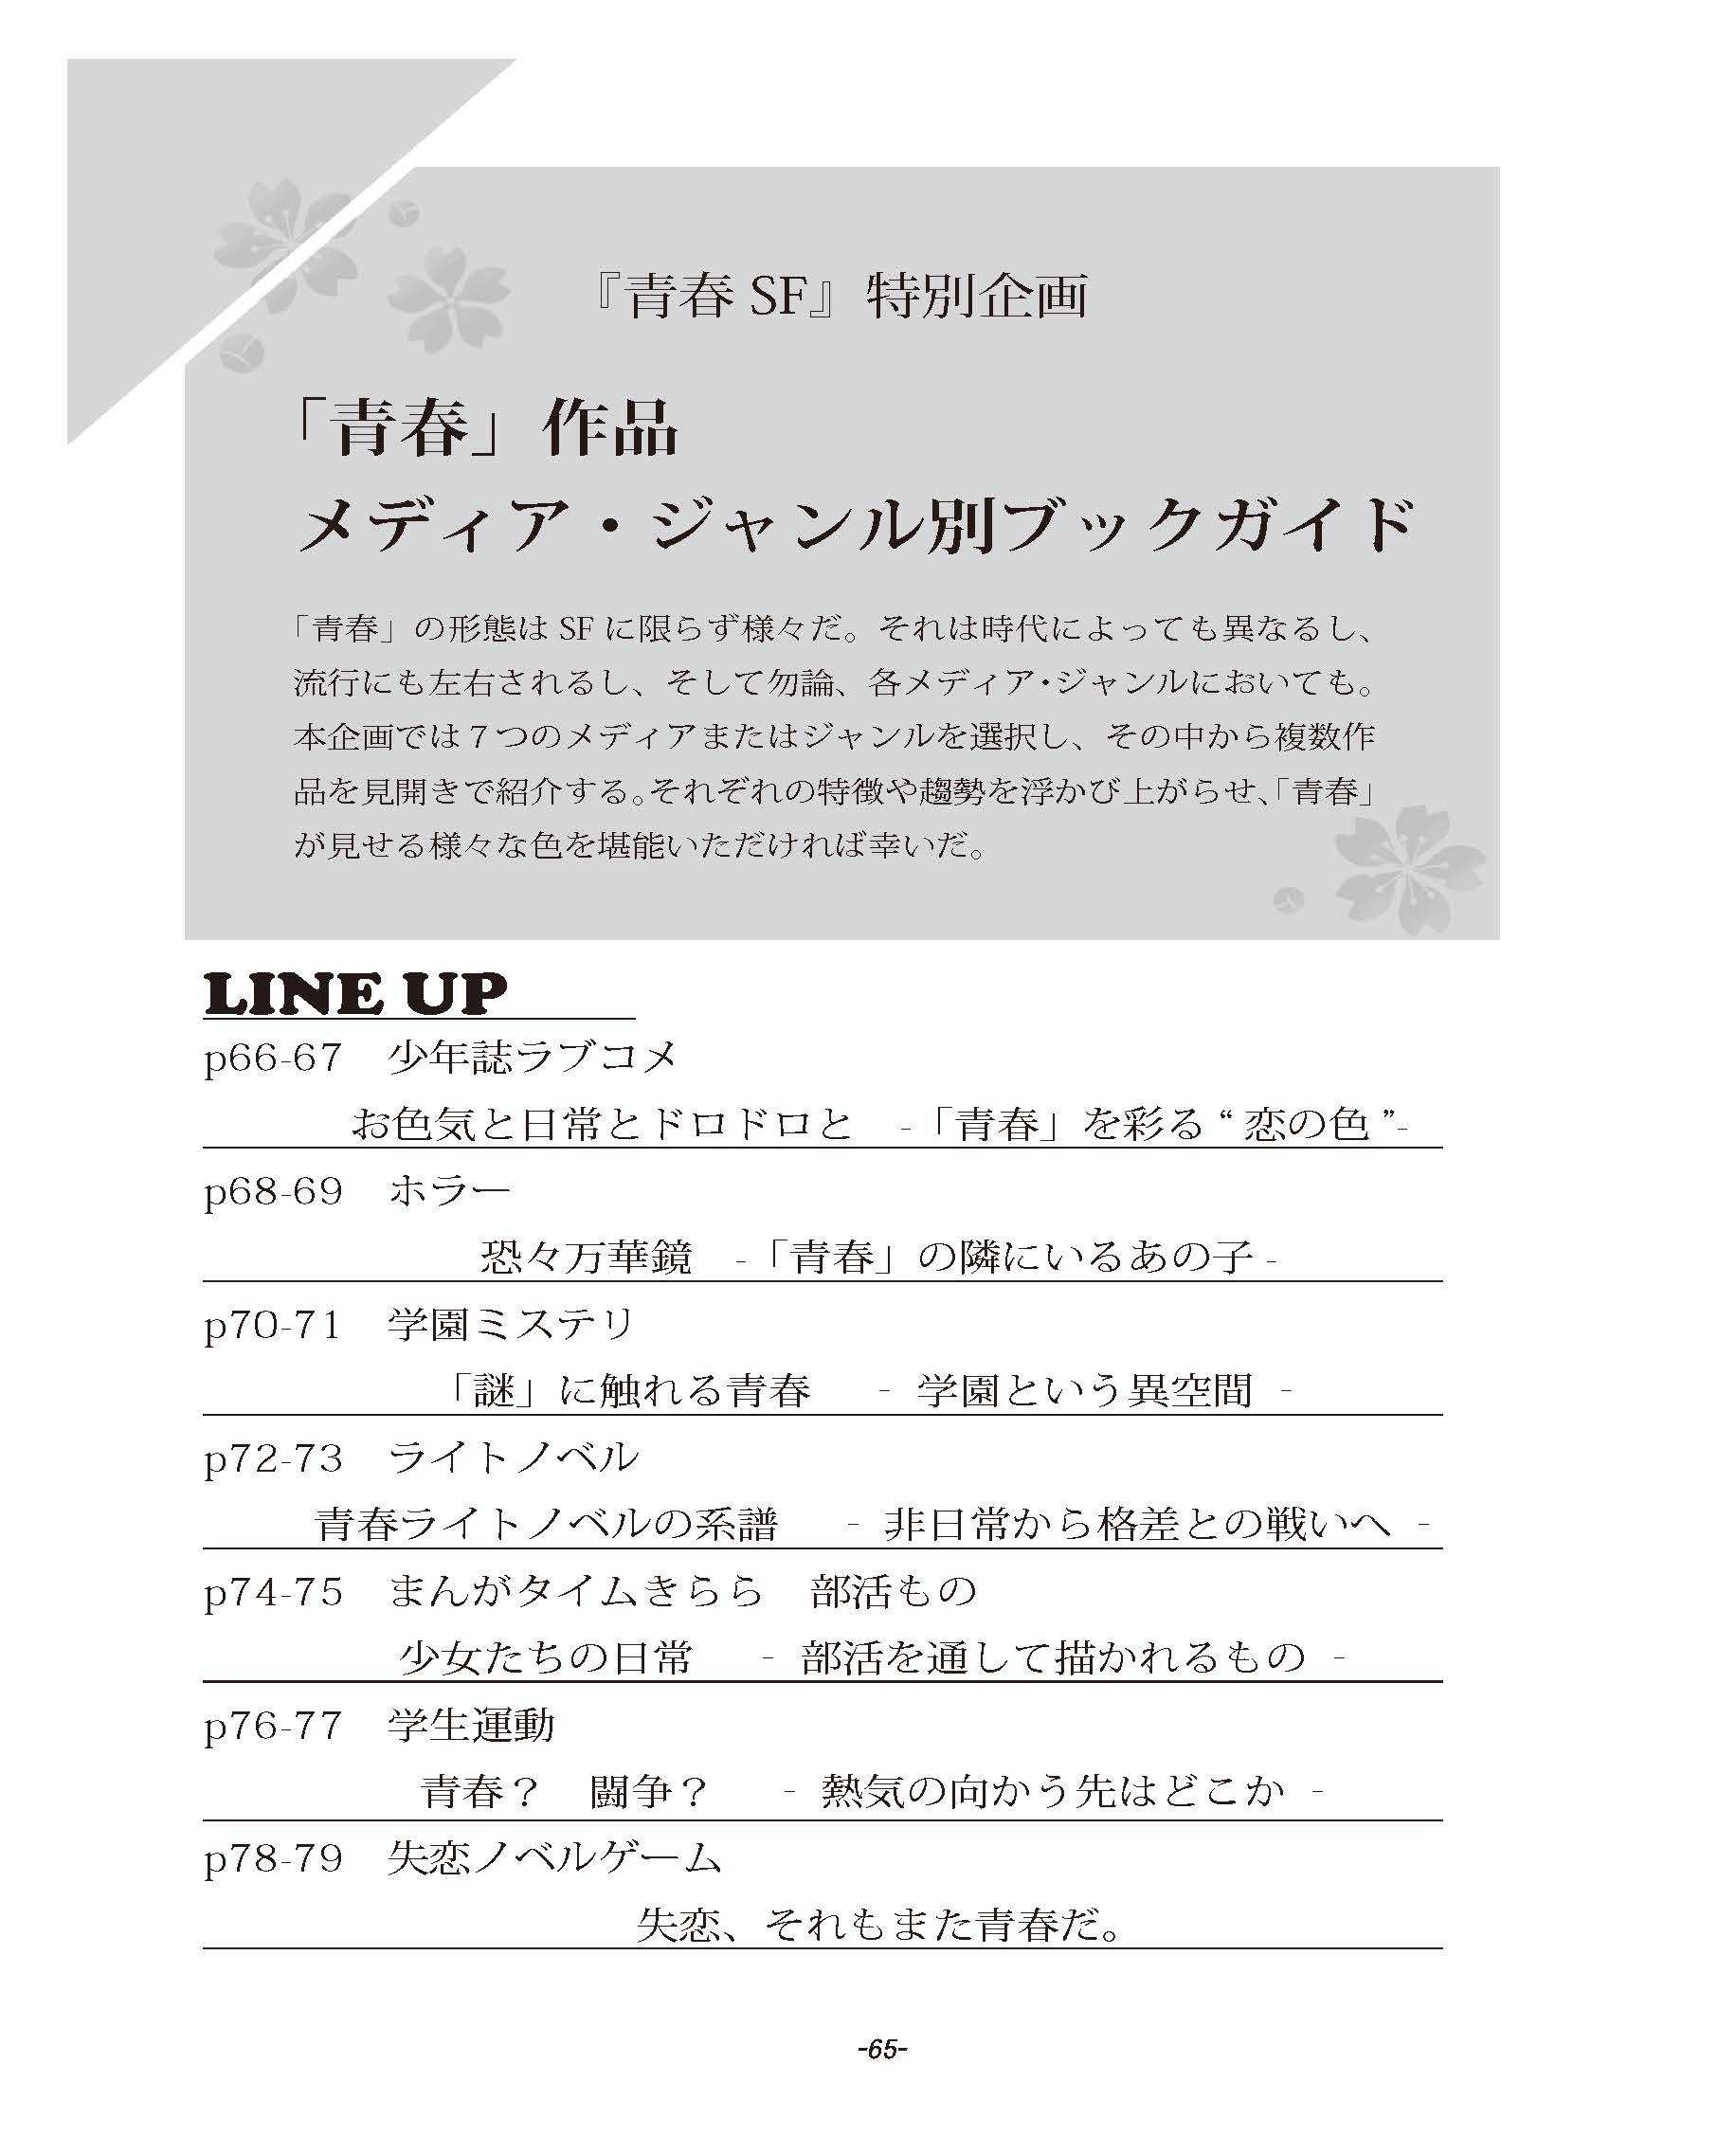 『青春 SF』特別企画
「青春」作品
メディア・ジャンル別ブックガイド
「青春」の形態は SF に限らず様々だ。それは時代によっても異なるし、
流行にも左右されるし、そして勿論、各メディア・ジャンルにおいても。
本企画では７つのメディアまたはジャンルを選択し、その中から複数作
品を見開きで紹介する。それぞれの特徴や趨勢を浮かび上がらせ、「青春」
が見せる様々な色を堪能いただければ幸いだ。
LINE UP
p66-67　少年誌ラブコメ
お色気と日常とドロドロと　-「青春」を彩る “ 恋の色 ”-
p68-69　ホラー
恐々万華鏡　-「青春」の隣にいるあの子 -
p70-71　学園ミステリ
「謎」に触れる青春　- 学園という異空間 -
p72-73　ライトノベル
青春ライトノベルの系譜　- 非日常から格差との戦いへ -
p74-75　まんがタイムきらら　部活もの
少女たちの日常　- 部活を通して描かれるもの -
p76-77　学生運動
青春？　闘争？　- 熱気の向かう先はどこか -
p78-79　失恋ノベルゲーム
失恋、それもまた青春だ。
-65-